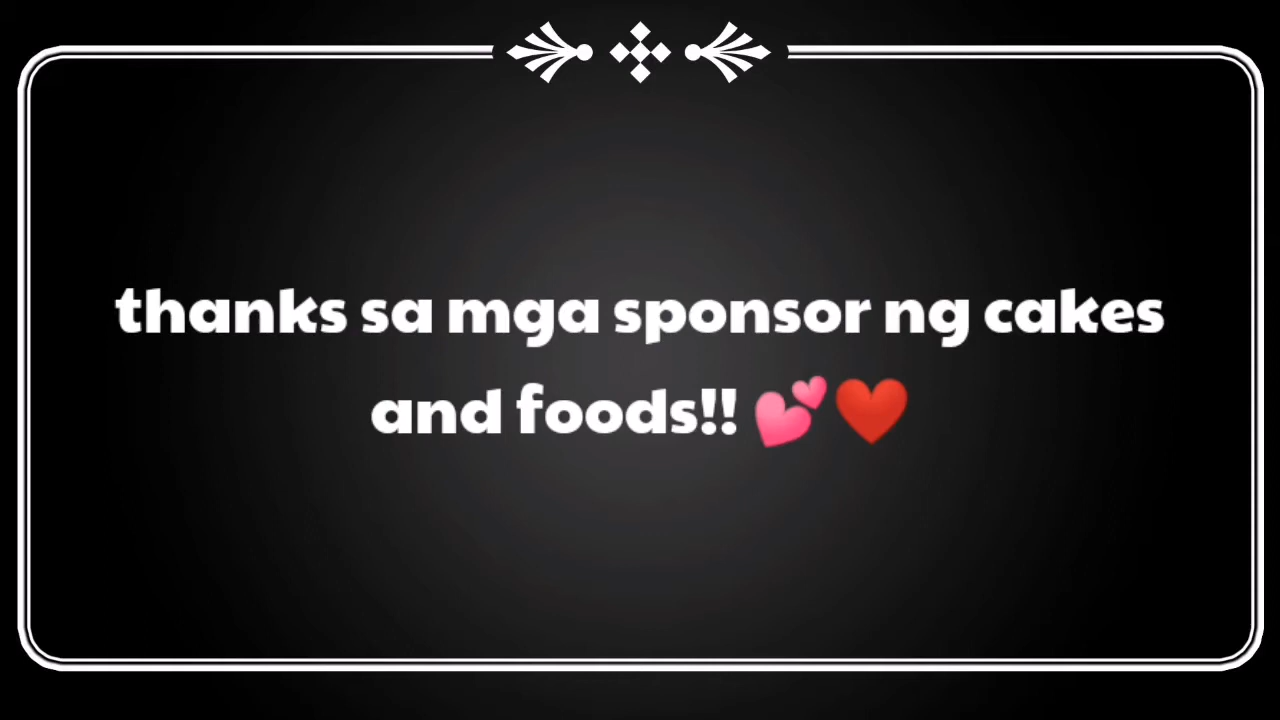 thanks sa mga sponsor ng cakes
and foods!! 💕❤️